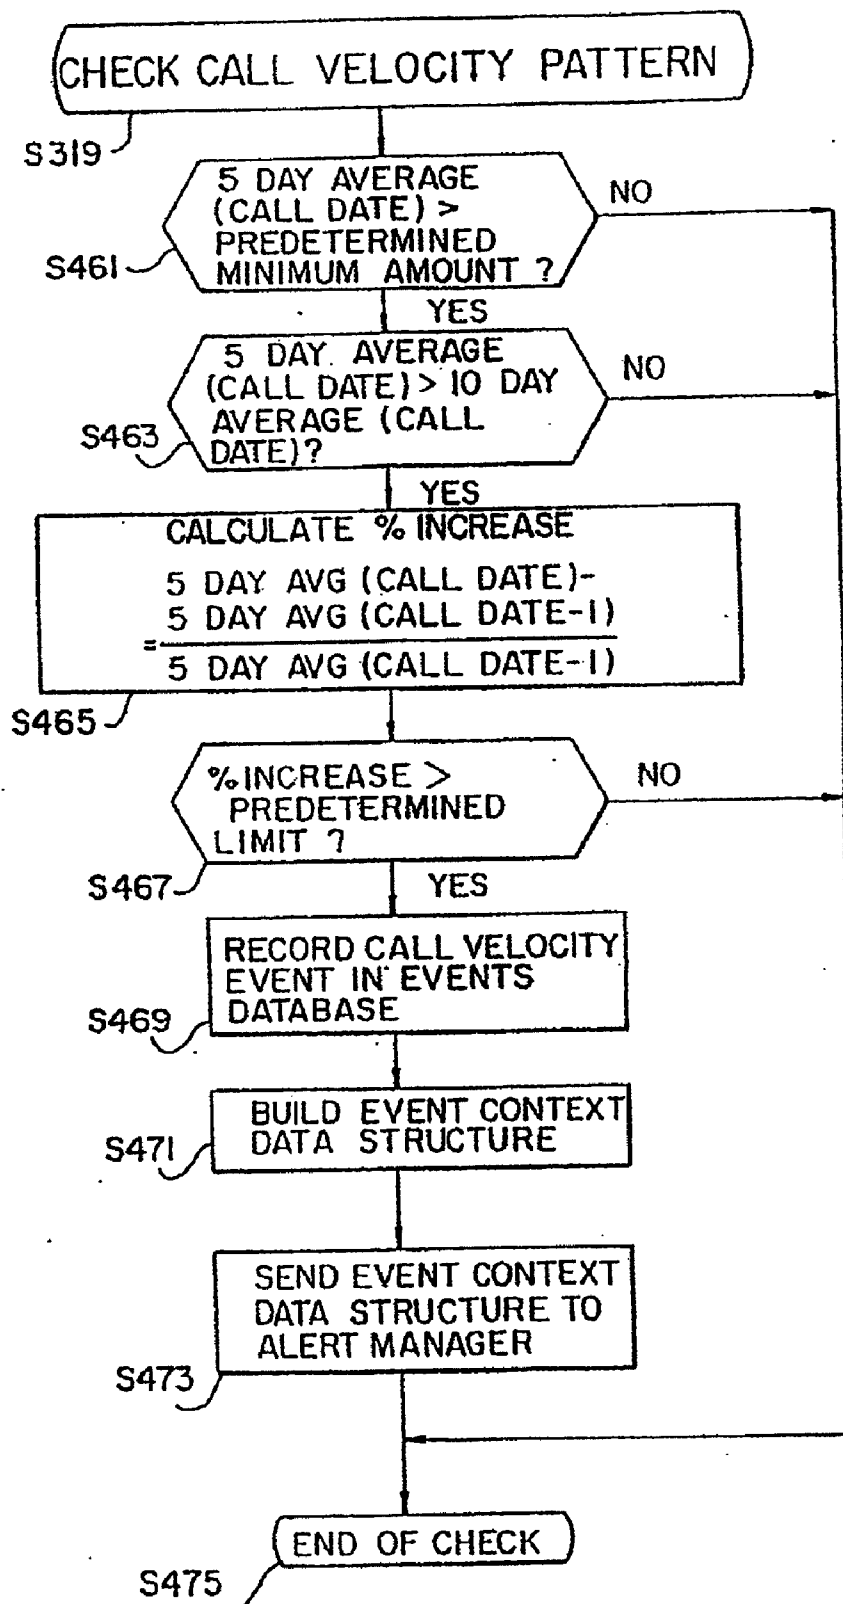 CHECK CALL VELOCITY PATTERN
S319
5 DAY AVERAGE
(CALL DATE) >
PREDETERMINED
MINIMUM AMOUNT ?
NO
S461
YES
5 DAY AVERAGE
(CALL DATE) > 10 DAY
AVERAGE (CALL
DATE)?
NO
S463
YES
CALCULATE % INCREASE
5 DAY AVG (CALL DATE)-
5 DAY AVG (CALL DATE-1)
=
5 DAY AVG (CALL DATE-1)
S465
% INCREASE >
PREDETERMINED
LIMIT ?
NO
S467
YES
RECORD CALL VELOCITY
EVENT IN EVENTS
DATABASE
S469
BUILD EVENT CONTEXT
DATA STRUCTURE
S471
SEND EVENT CONTEXT
DATA STRUCTURE TO
ALERT MANAGER
S473
END OF CHECK
S475